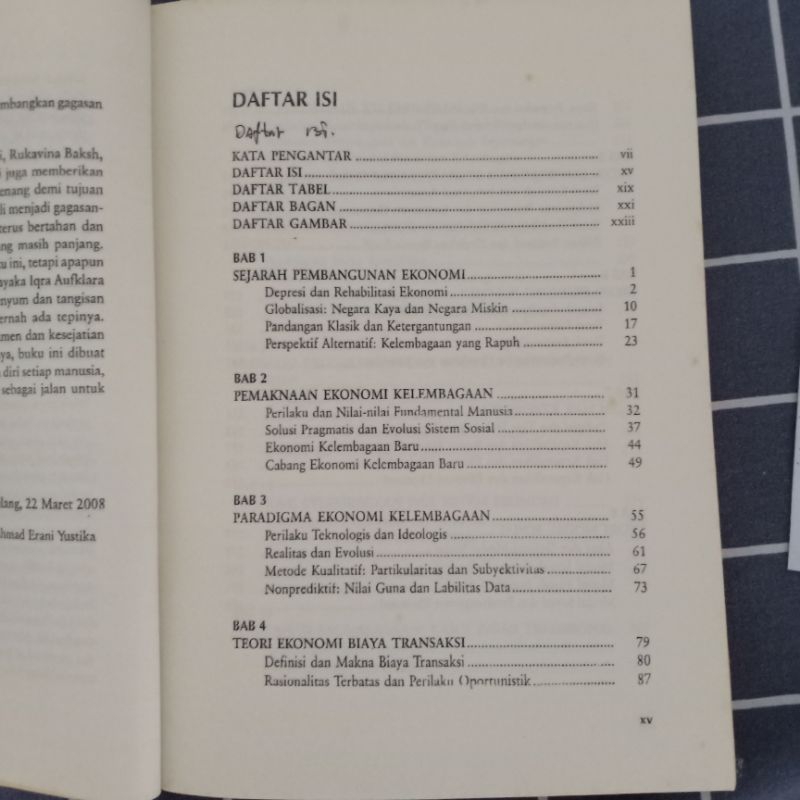 mbangkan gagasan
i, Rukavina Baksh,
i juga memberikan
enang demi tujuan
li menjadi gagasan-
terus bertahan dan
ng masih panjang.
u ini, tetapi apapun
nyaka Iqra Aufklara
nyum dan tangisan
ernah ada tepinya.
men dan kesejatian
ya, buku ini dibuat
diri setiap manusia,
sebagai jalan untuk
lang, 22 Maret 2008
hmad Erani Yustika
DAFTAR ISI
Daftar Isi.
KATA PENGANTAR ........ vii
DAFTAR ISI ........ xv
DAFTAR TABEL ........ xix
DAFTAR BAGAN ........ xxi
DAFTAR GAMBAR ........ xxiii
BAB 1
SEJARAH PEMBANGUNAN EKONOMI ........ 1
Depresi dan Rehabilitasi Ekonomi ........ 2
Globalisasi: Negara Kaya dan Negara Miskin ........ 10
Pandangan Klasik dan Ketergantungan ........ 17
Perspektif Alternatif: Kelembagaan yang Rapuh ........ 23
BAB 2
PEMAKNAAN EKONOMI KELEMBAGAAN ........ 31
Perilaku dan Nilai-nilai Fundamental Manusia ........ 32
Solusi Pragmatis dan Evolusi Sistem Sosial ........ 37
Ekonomi Kelembagaan Baru ........ 44
Cabang Ekonomi Kelembagaan Baru ........ 49
BAB 3
PARADIGMA EKONOMI KELEMBAGAAN ........ 55
Perilaku Teknologis dan Ideologis ........ 56
Realitas dan Evolusi ........ 61
Metode Kualitatif: Partikularitas dan Subyektivitas ........ 67
Nonprediktif: Nilai Guna dan Labilitas Data ........ 73
BAB 4
TEORI EKONOMI BIAYA TRANSAKSI ........ 79
Definisi dan Makna Biaya Transaksi ........ 80
Rasionalitas Terbatas dan Perilaku Oportunistik ........ 87
xv